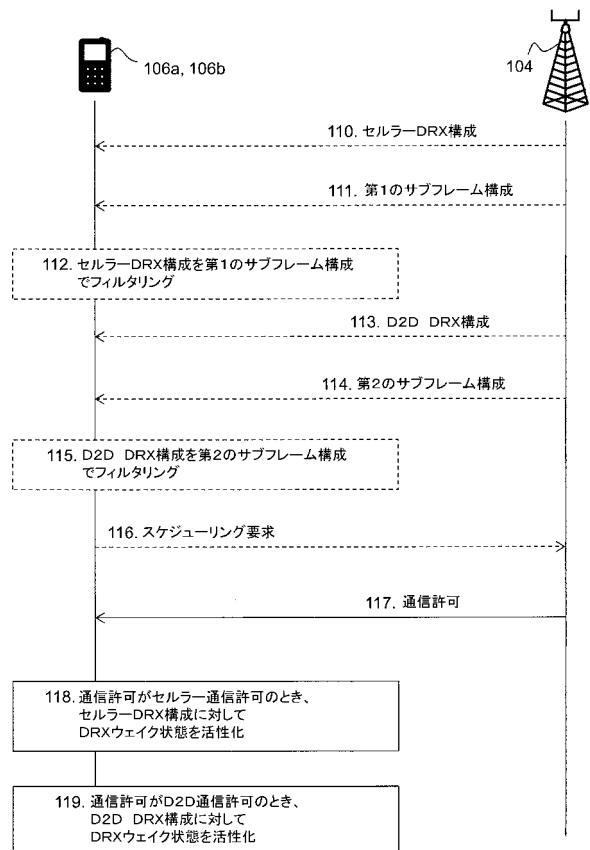 106a, 106b
104
110. セルラーDRX構成
111. 第1のサブフレーム構成
112. セルラーDRX構成を第1のサブフレーム構成
でフィルタリング
113. D2D DRX構成
114. 第2のサブフレーム構成
115. D2D DRX構成を第2のサブフレーム構成
でフィルタリング
116. スケジューリング要求
117. 通信許可
118. 通信許可がセルラー通信許可のとき、
セルラーDRX構成に対して
DRXウェイク状態を活性化
119. 通信許可がD2D通信許可のとき、
D2D DRX構成に対して
DRXウェイク状態を活性化